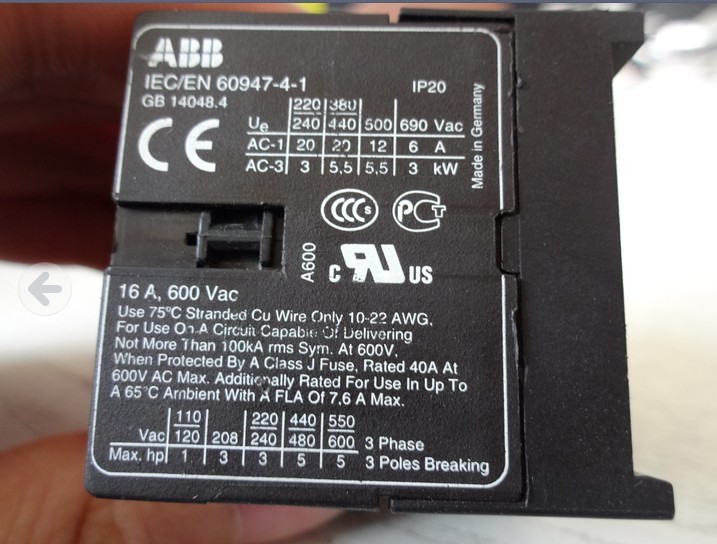 ABB
IEC/EN 60947-4-1 IP20
GB 14048.4
220 380
Ue 240 440 500 690 Vac
AC-1 20 20 12 6 A
AC-3 3 5,5 5,5 3 kW
Made in Germany
CE
CCC S
PCT
A600
C RU US
16 A, 600 Vac
Use 75°C Stranded Cu Wire Only 10-22 AWG,
For Use On A Circuit Capable Of Delivering
Not More Than 100kA rms Sym. At 600V,
When Protected By A Class J Fuse, Rated 40A At
600V AC Max. Additionally Rated For Use In Up To
A 65°C Ambient With A FLA Of 7,6 A Max.
110 220 440 550
Vac 120 208 240 480 600 3 Phase
Max. hp 1 3 3 5 5 3 Poles Breaking